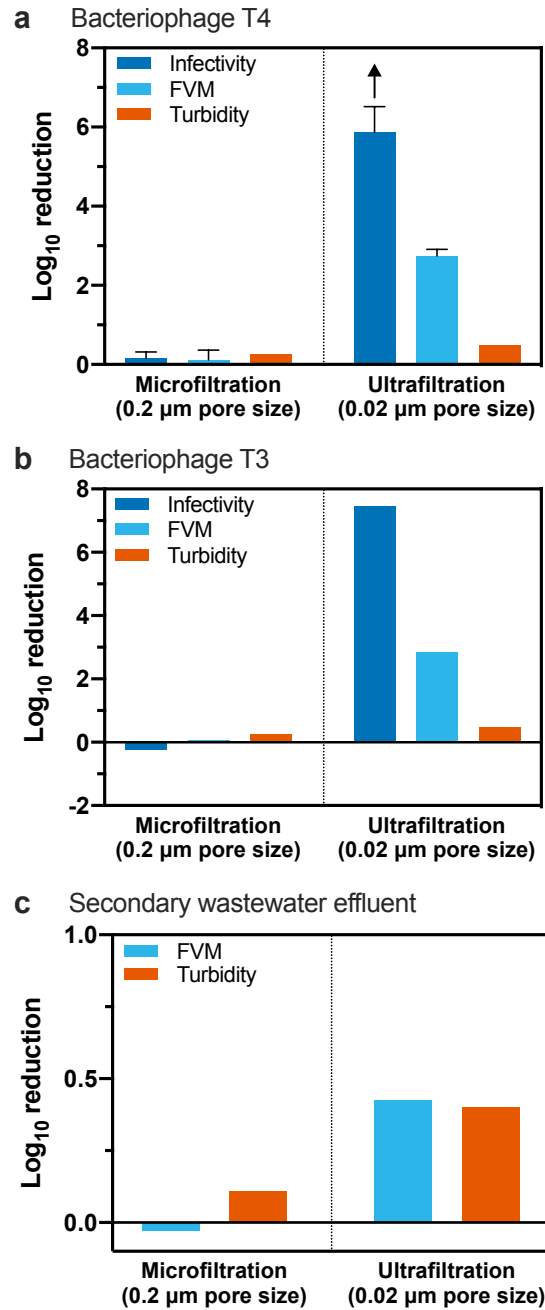 a Bacteriophage T4
Log10 reduction
8
6
4
2
0
Infectivity
FVM
Turbidity
Microfiltration
(0.2 µm pore size)
Ultrafiltration
(0.02 µm pore size)
b Bacteriophage T3
Log10 reduction
8
6
4
2
0
-2
Infectivity
FVM
Turbidity
Microfiltration
(0.2 µm pore size)
Ultrafiltration
(0.02 µm pore size)
c Secondary wastewater effluent
Log10 reduction
1.0
0.5
0.0
FVM
Turbidity
Microfiltration
(0.2 µm pore size)
Ultrafiltration
(0.02 µm pore size)